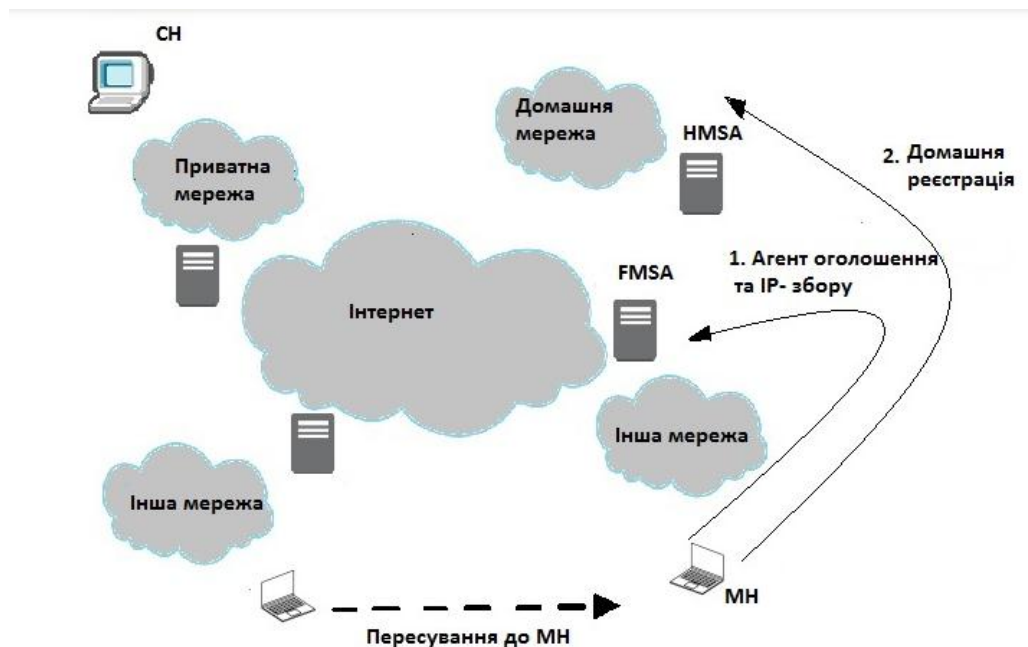 CH
Домашня
мережа
HMSA
Приватна
мережа
2. Домашня
реєстрація
1. Агент оголошення
та IP- збору
FMSA
Інтернет
Інша мережа
Інша мережа
MH
Пересування до MH